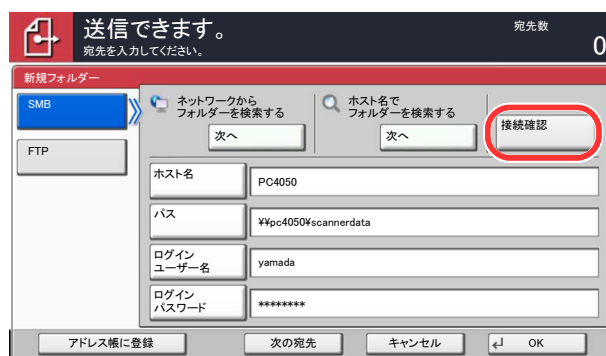 送信できます。
宛先を入力してください。
宛先数
0
新規フォルダー
SMB
FTP
ネットワークから
フォルダーを検索する
次へ
ホスト名で
フォルダーを検索する
次へ
接続確認
ホスト名
PC4050
パス
¥¥pc4050¥scannerdata
ログイン
ユーザー名
yamada
ログイン
パスワード
********
アドレス帳に登録
次の宛先
キャンセル
OK